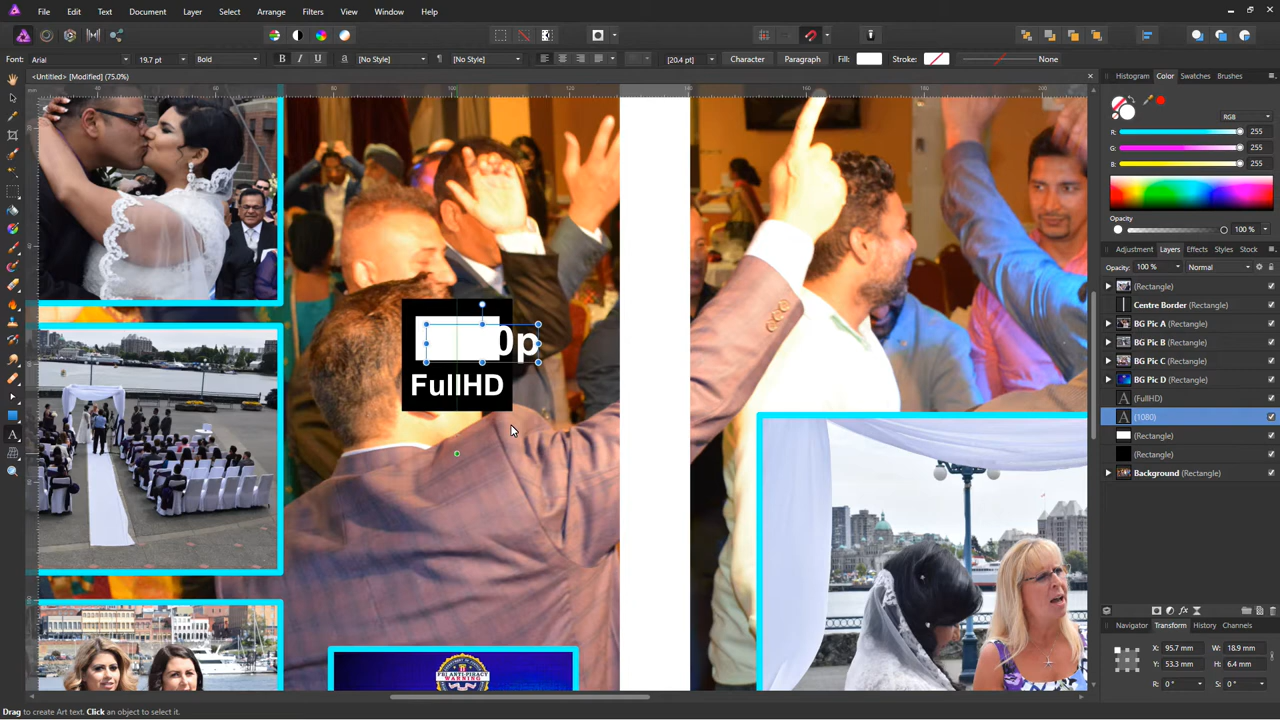 File Edit Text Document Layer Select Arrange Filters View Window Help
Font: Arial 19.7 pt Bold B I U a [No Style] ¶ [No Style] [20.4 pt] Character Paragraph Fill: Stroke: None
<Untitled> [Modified] (75.0%)
Histogram Color Swatches Brushes
RGB
R: 255
G: 255
B: 255
Opacity
100 %
Adjustment Layers Effects Styles Stock
Opacity: 100 % Normal
(Rectangle)
Centre Border (Rectangle)
BG Pic A (Rectangle)
BG Pic B (Rectangle)
BG Pic C (Rectangle)
BG Pic D (Rectangle)
(FullHD)
(1080)
(Rectangle)
(Rectangle)
Background (Rectangle)
0p
FullHD
FBI ANTI-PIRACY
WARNING
Navigator Transform History Channels
X: 95.7 mm W: 18.9 mm
Y: 53.3 mm H: 6.4 mm
R: 0 ° S: 0 °
Drag to create Art text. Click an object to select it.